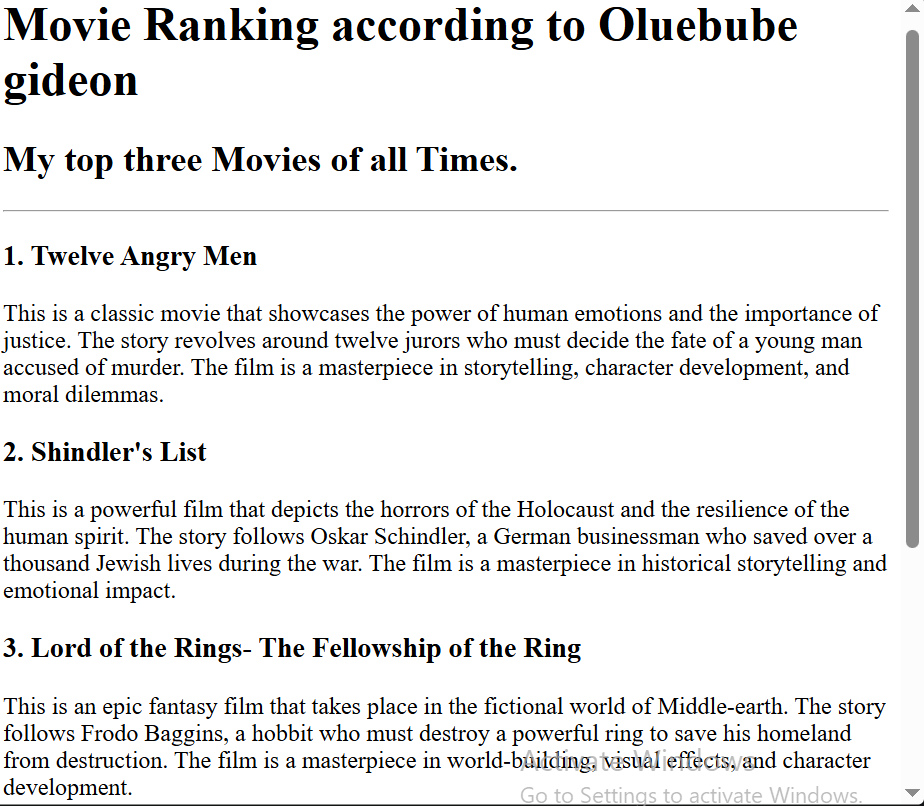 Movie Ranking according to Oluebube
gideon
My top three Movies of all Times.
1. Twelve Angry Men
This is a classic movie that showcases the power of human emotions and the importance of
justice. The story revolves around twelve jurors who must decide the fate of a young man
accused of murder. The film is a masterpiece in storytelling, character development, and
moral dilemmas.
2. Shindler's List
This is a powerful film that depicts the horrors of the Holocaust and the resilience of the
human spirit. The story follows Oskar Schindler, a German businessman who saved over a
thousand Jewish lives during the war. The film is a masterpiece in historical storytelling and
emotional impact.
3. Lord of the Rings- The Fellowship of the Ring
This is an epic fantasy film that takes place in the fictional world of Middle-earth. The story
follows Frodo Baggins, a hobbit who must destroy a powerful ring to save his homeland
from destruction. The film is a masterpiece in world-building, visual effects, and character
development.
Activate Windows
Go to Settings to activate Windows.